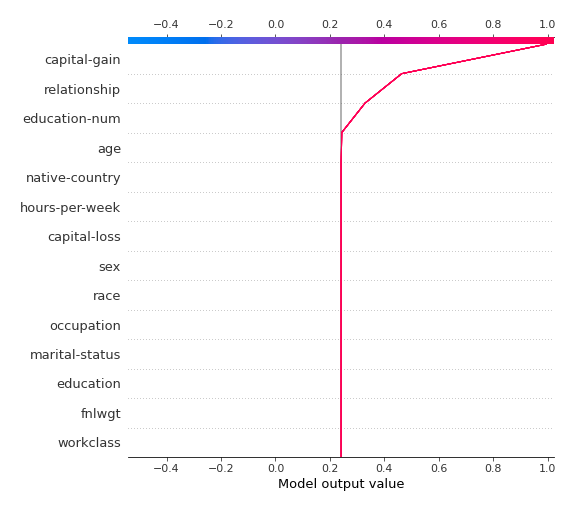 −0.4 −0.2 0.0 0.2 0.4 0.6 0.8 1.0
capital-gain
relationship
education-num
age
native-country
hours-per-week
capital-loss
sex
race
occupation
marital-status
education
fnlwgt
workclass
−0.4 −0.2 0.0 0.2 0.4 0.6 0.8 1.0
Model output value